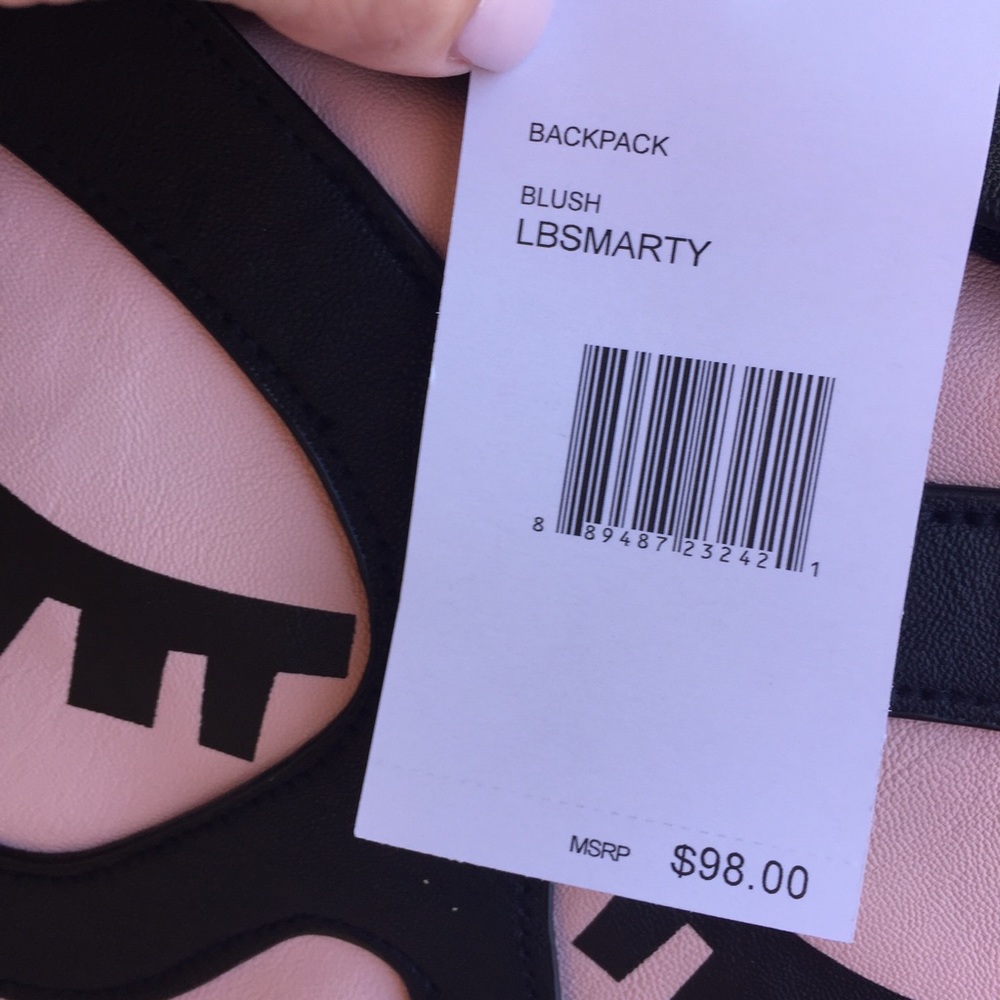 BACKPACK
BLUSH
LBSMARTY
8 89487 23242 1
MSRP $98.00